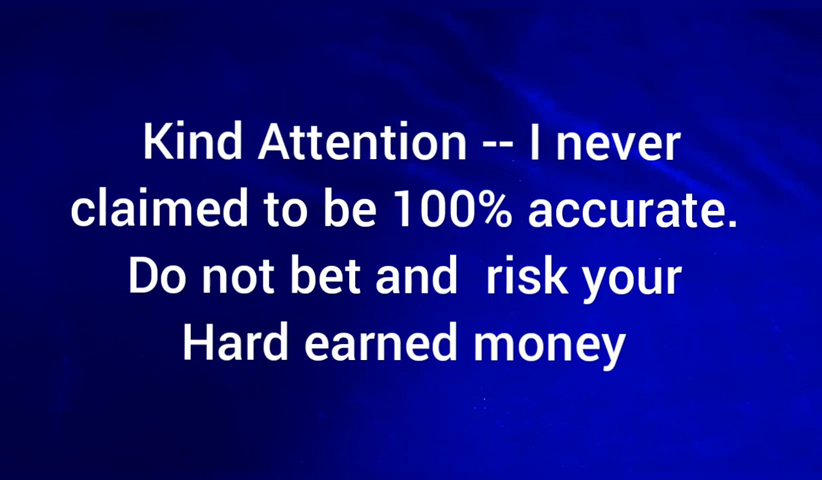 Kind Attention -- I never
claimed to be 100% accurate.
Do not bet and  risk your
Hard earned money